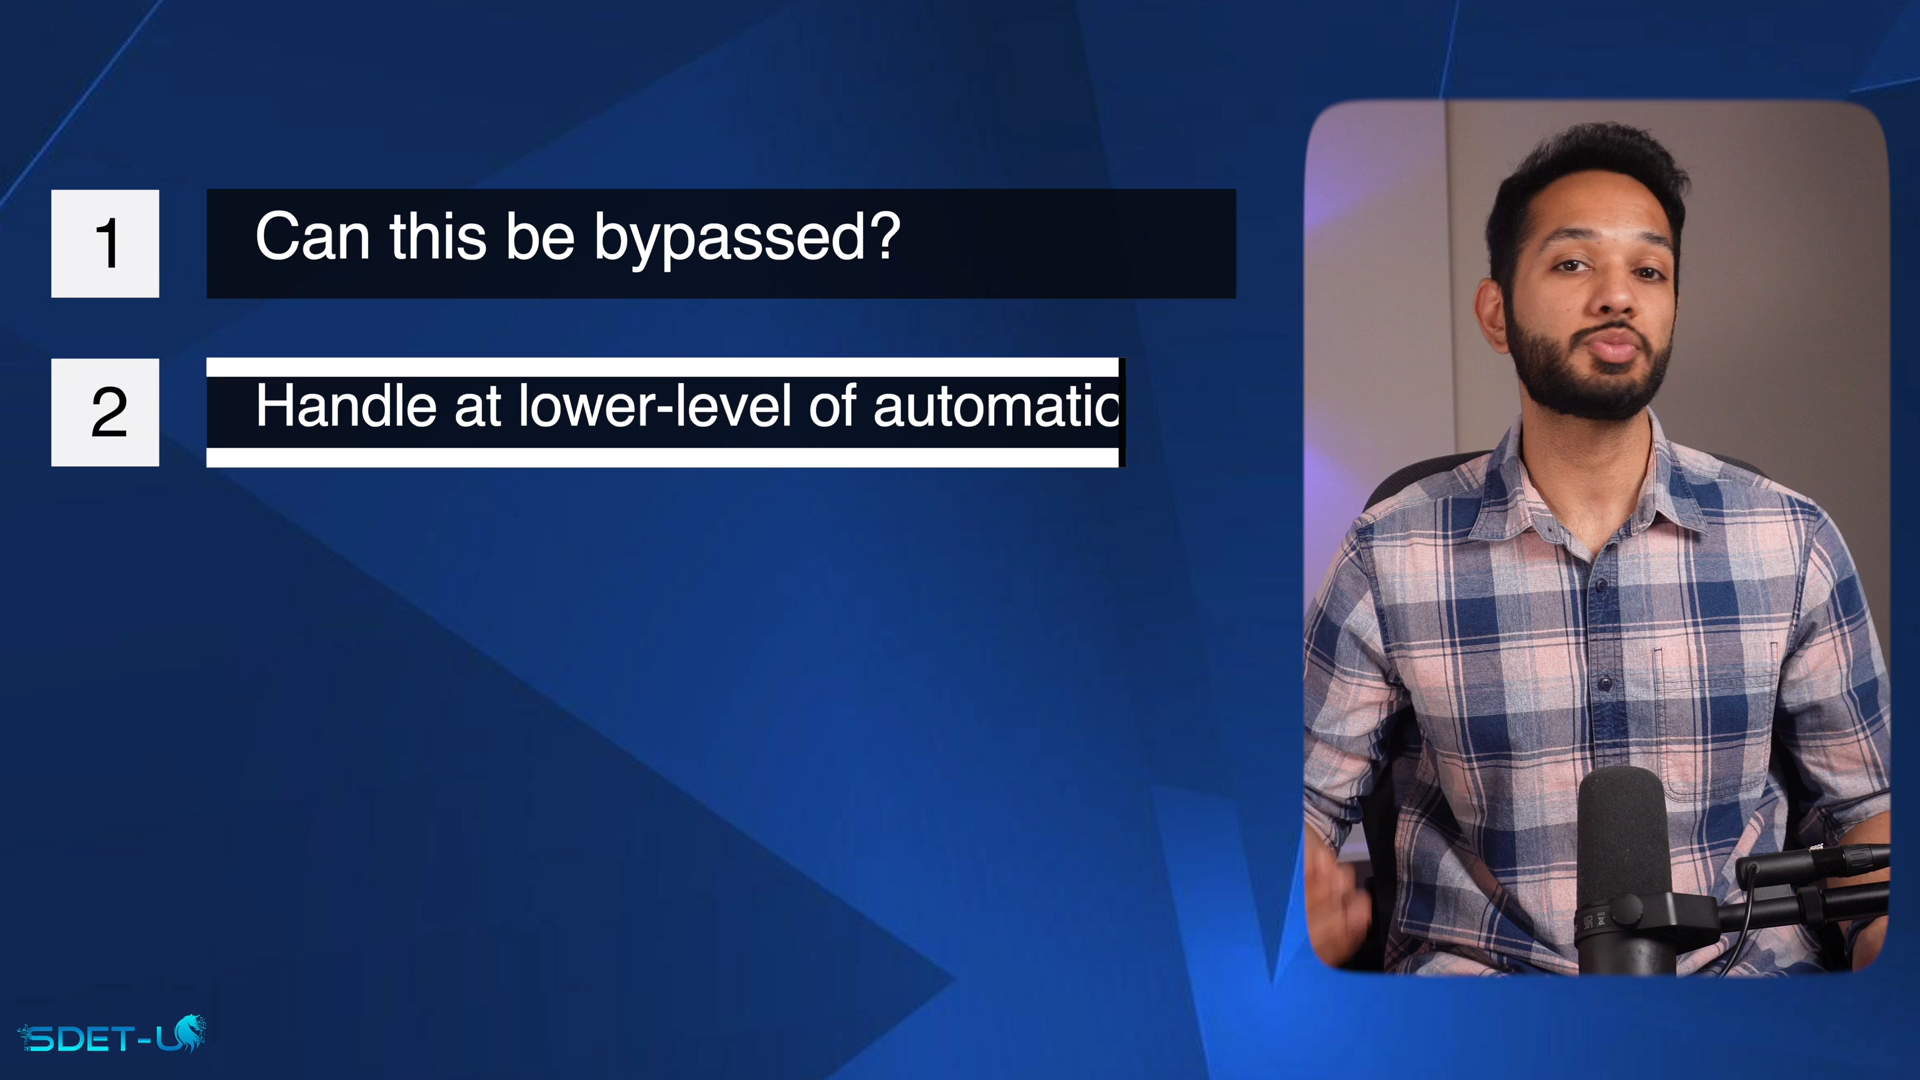 1
Can this be bypassed?
2
Handle at lower-level of automatic
SDET-U